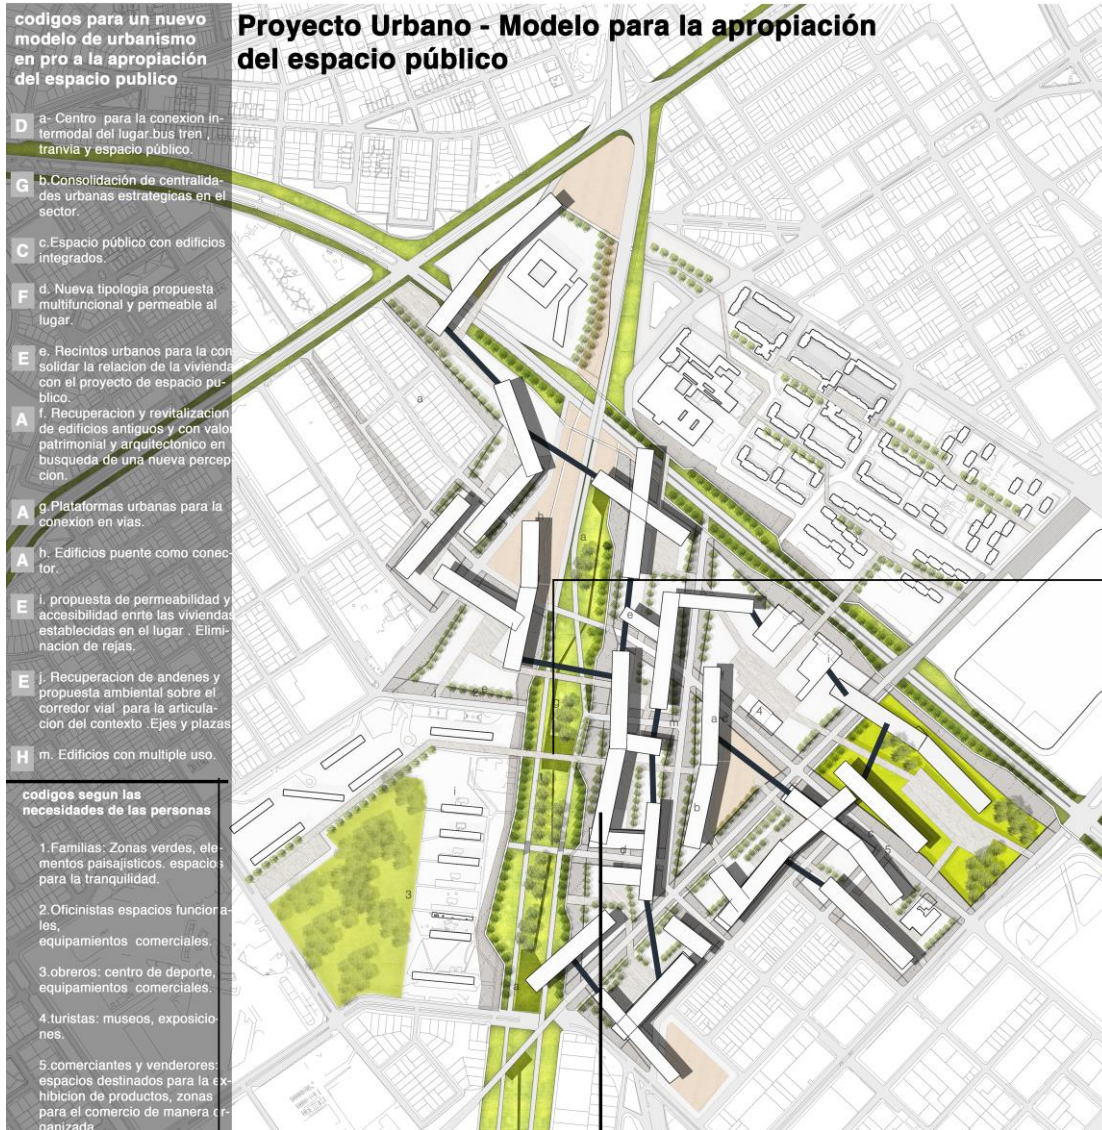 codigos para un nuevo
modelo de urbanismo
en pro a la apropiación
del espacio publico
Proyecto Urbano - Modelo para la apropiación
del espacio público
D
a- Centro para la conexion in-
termodal del lugar.bus tren ,
tranvia y espacio público.
G
b.Consolidación de centralida-
des urbanas estrategicas en el
sector.
C
c.Espacio público con edificios
integrados.
F
d. Nueva tipologia propuesta
multifuncional y permeable al
lugar.
E
e. Recintos urbanos para la con
solidar la relacion de la vivienda
con el proyecto de espacio pu-
blico.
A
f. Recuperacion y revitalizacion
de edificios antiguos y con valor
patrimonial y arquitectonico en
busqueda de una nueva percep
cion.
A
g.Plataformas urbanas para la
conexion en vias.
A
h. Edificios puente como conec-
tor.
E
i. propuesta de permeabilidad y
accesibilidad enrte las viviendas
establecidas en el lugar . Elimi-
nacion de rejas.
E
j. Recuperacion de andenes y
propuesta ambiental sobre el
corredor vial para la articula-
cion del contexto .Ejes y plazas
H
m. Edificios con multiple uso.
codigos segun las
necesidades de las personas
1.Familias: Zonas verdes, ele-
mentos paisajísticos. espacios
para la tranquilidad.
2.Oficinistas espacios funciona-
les,
equipamientos comerciales.
3.obreros: centro de deporte,
equipamientos comerciales.
4.turistas: museos, exposicio-
nes.
5.comerciantes y venderores:
espacios destinados para la ex-
hibicion de productos, zonas
para el comercio de manera or-
ganizada
a
h
a
e
i
g
m
a
4
i
b
d
3
5
a